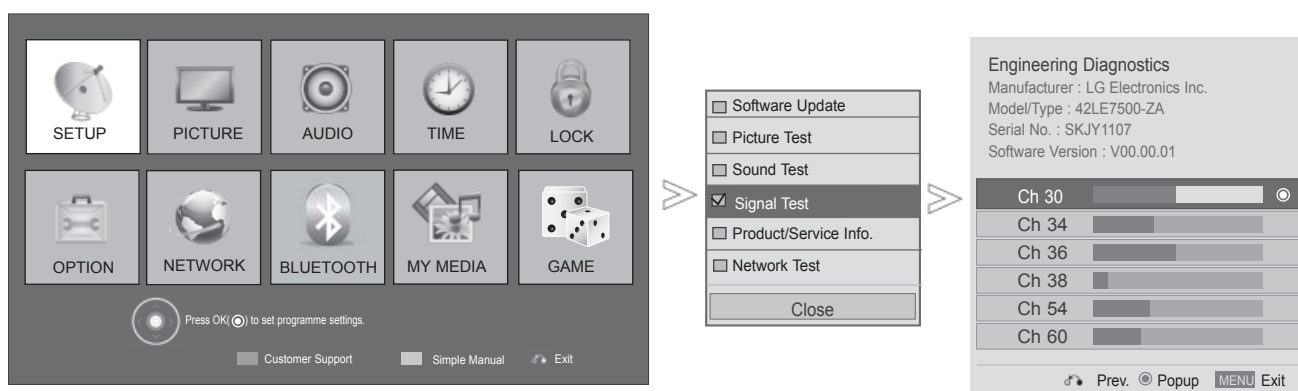 SETUP PICTURE AUDIO TIME LOCK
OPTION NETWORK BLUETOOTH MY MEDIA GAME
Press OK(◉) to set programme settings.
Customer Support Simple Manual Exit
Software Update
Picture Test
Sound Test
Signal Test
Product/Service Info.
Network Test
Close
Engineering Diagnostics
Manufacturer : LG Electronics Inc.
Model/Type : 42LE7500-ZA
Serial No. : SKJY1107
Software Version : V00.00.01
Ch 30
Ch 34
Ch 36
Ch 38
Ch 54
Ch 60
Prev. ◉ Popup MENU Exit